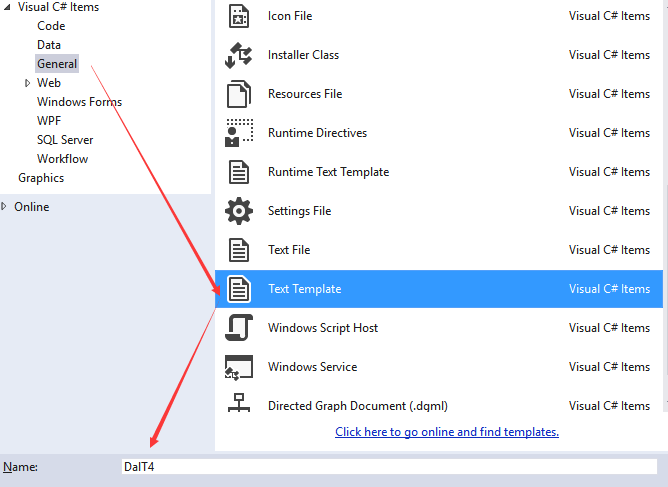 Visual C# Items
Code
Data
General
Web
Windows Forms
WPF
SQL Server
Workflow
Graphics
Online
Icon File Visual C# Items
Installer Class Visual C# Items
Resources File Visual C# Items
Runtime Directives Visual C# Items
Runtime Text Template Visual C# Items
Settings File Visual C# Items
Text File Visual C# Items
Text Template Visual C# Items
Windows Script Host Visual C# Items
Windows Service Visual C# Items
Directed Graph Document (.dqml) Visual C# Items
Click here to go online and find templates.
Name: DalT4